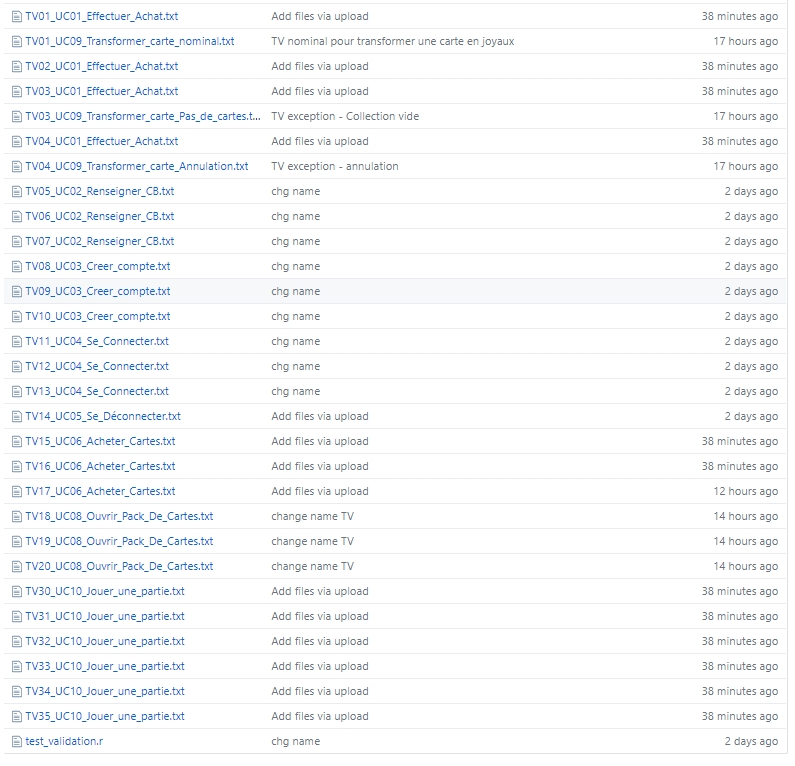 TV01_UC01_Effectuer_Achat.txt Add files via upload 38 minutes ago
TV01_UC09_Transformer_carte_nominal.txt TV nominal pour transformer une carte en joyaux 17 hours ago
TV02_UC01_Effectuer_Achat.txt Add files via upload 38 minutes ago
TV03_UC01_Effectuer_Achat.txt Add files via upload 38 minutes ago
TV03_UC09_Transformer_carte_Pas_de_cartes.t... TV exception - Collection vide 17 hours ago
TV04_UC01_Effectuer_Achat.txt Add files via upload 38 minutes ago
TV04_UC09_Transformer_carte_Annulation.txt TV exception - annulation 17 hours ago
TV05_UC02_Renseigner_CB.txt chg name 2 days ago
TV06_UC02_Renseigner_CB.txt chg name 2 days ago
TV07_UC02_Renseigner_CB.txt chg name 2 days ago
TV08_UC03_Creer_compte.txt chg name 2 days ago
TV09_UC03_Creer_compte.txt chg name 2 days ago
TV10_UC03_Creer_compte.txt chg name 2 days ago
TV11_UC04_Se_Connecter.txt chg name 2 days ago
TV12_UC04_Se_Connecter.txt chg name 2 days ago
TV13_UC04_Se_Connecter.txt chg name 2 days ago
TV14_UC05_Se_Déconnecter.txt Add files via upload 2 days ago
TV15_UC06_Acheter_Cartes.txt Add files via upload 38 minutes ago
TV16_UC06_Acheter_Cartes.txt Add files via upload 38 minutes ago
TV17_UC06_Acheter_Cartes.txt Add files via upload 12 hours ago
TV18_UC08_Ouvrir_Pack_De_Cartes.txt change name TV 14 hours ago
TV19_UC08_Ouvrir_Pack_De_Cartes.txt change name TV 14 hours ago
TV20_UC08_Ouvrir_Pack_De_Cartes.txt change name TV 14 hours ago
TV30_UC10_Jouer_une_partie.txt Add files via upload 38 minutes ago
TV31_UC10_Jouer_une_partie.txt Add files via upload 38 minutes ago
TV32_UC10_Jouer_une_partie.txt Add files via upload 38 minutes ago
TV33_UC10_Jouer_une_partie.txt Add files via upload 38 minutes ago
TV34_UC10_Jouer_une_partie.txt Add files via upload 38 minutes ago
TV35_UC10_Jouer_une_partie.txt Add files via upload 38 minutes ago
test_validation.r chg name 2 days ago